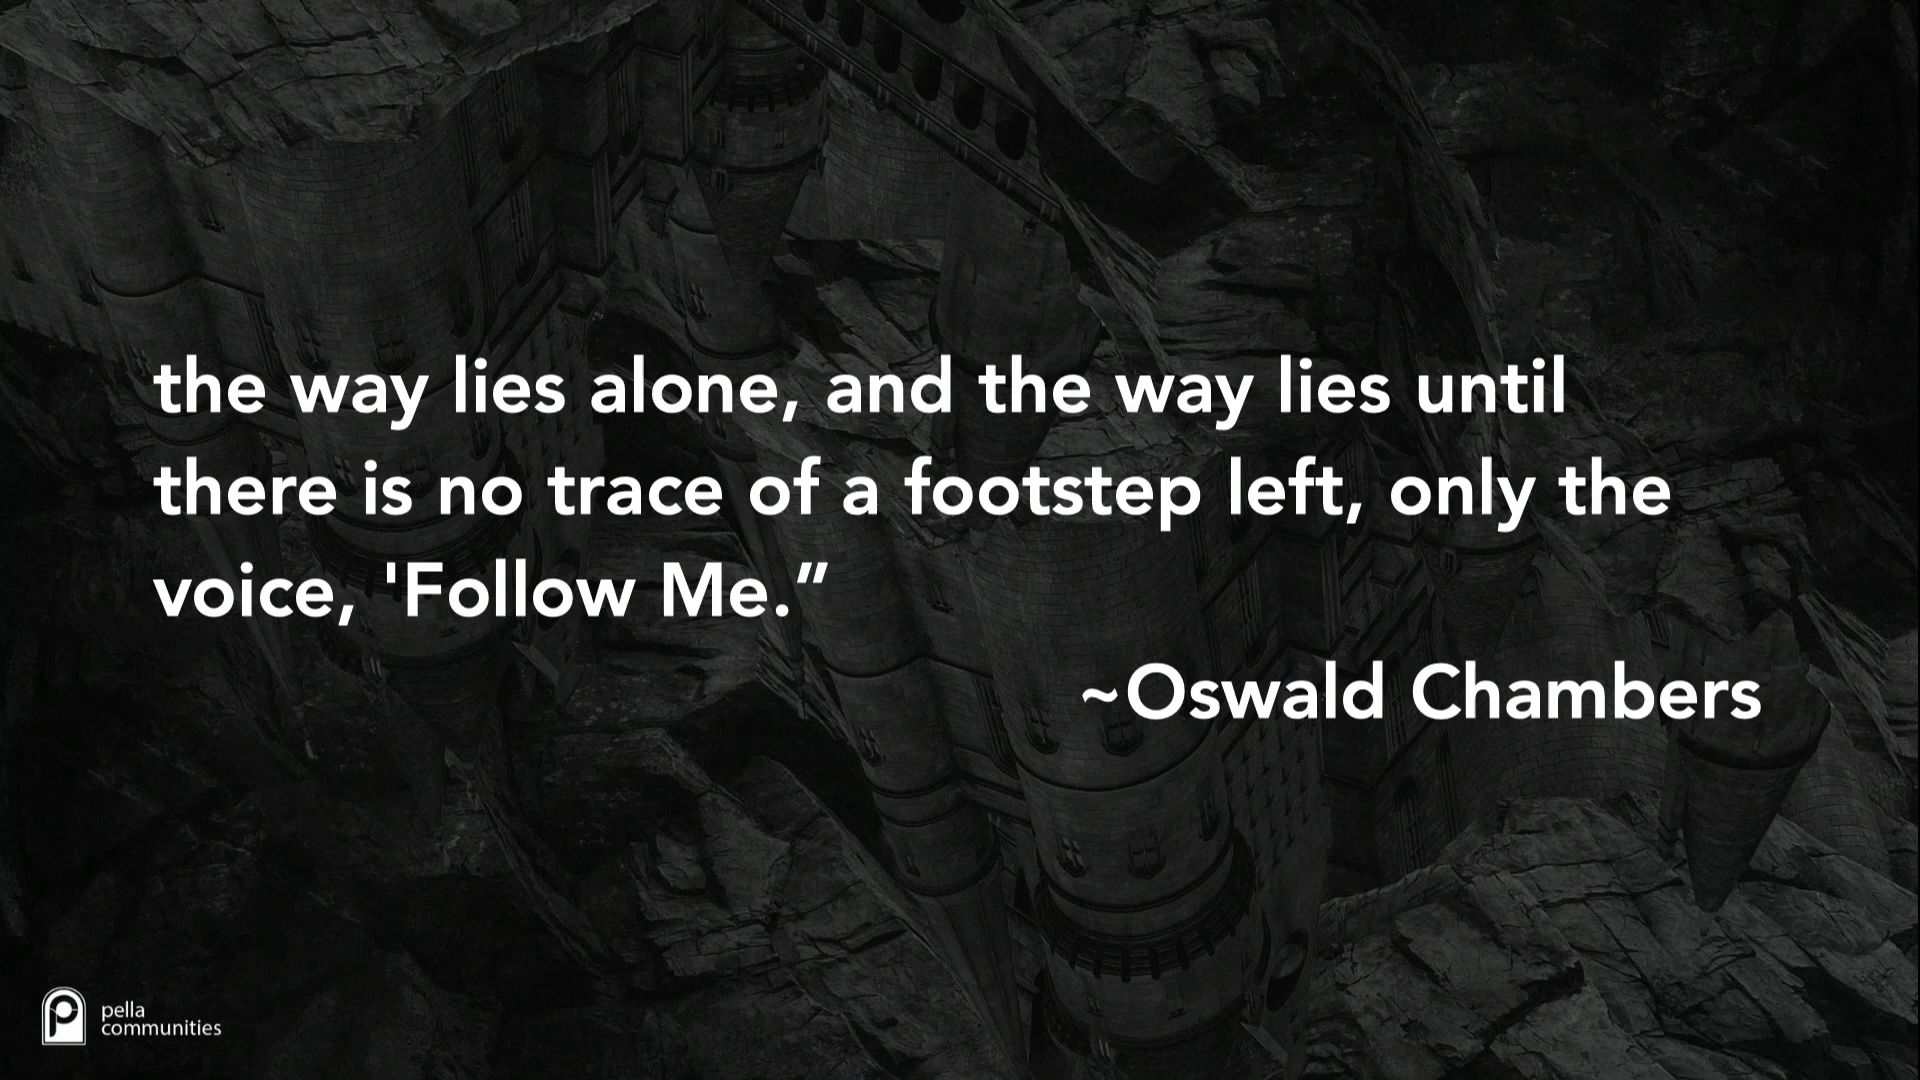 the way lies alone, and the way lies until
there is no trace of a footstep left, only the
voice, 'Follow Me.”
~Oswald Chambers
pella
communities